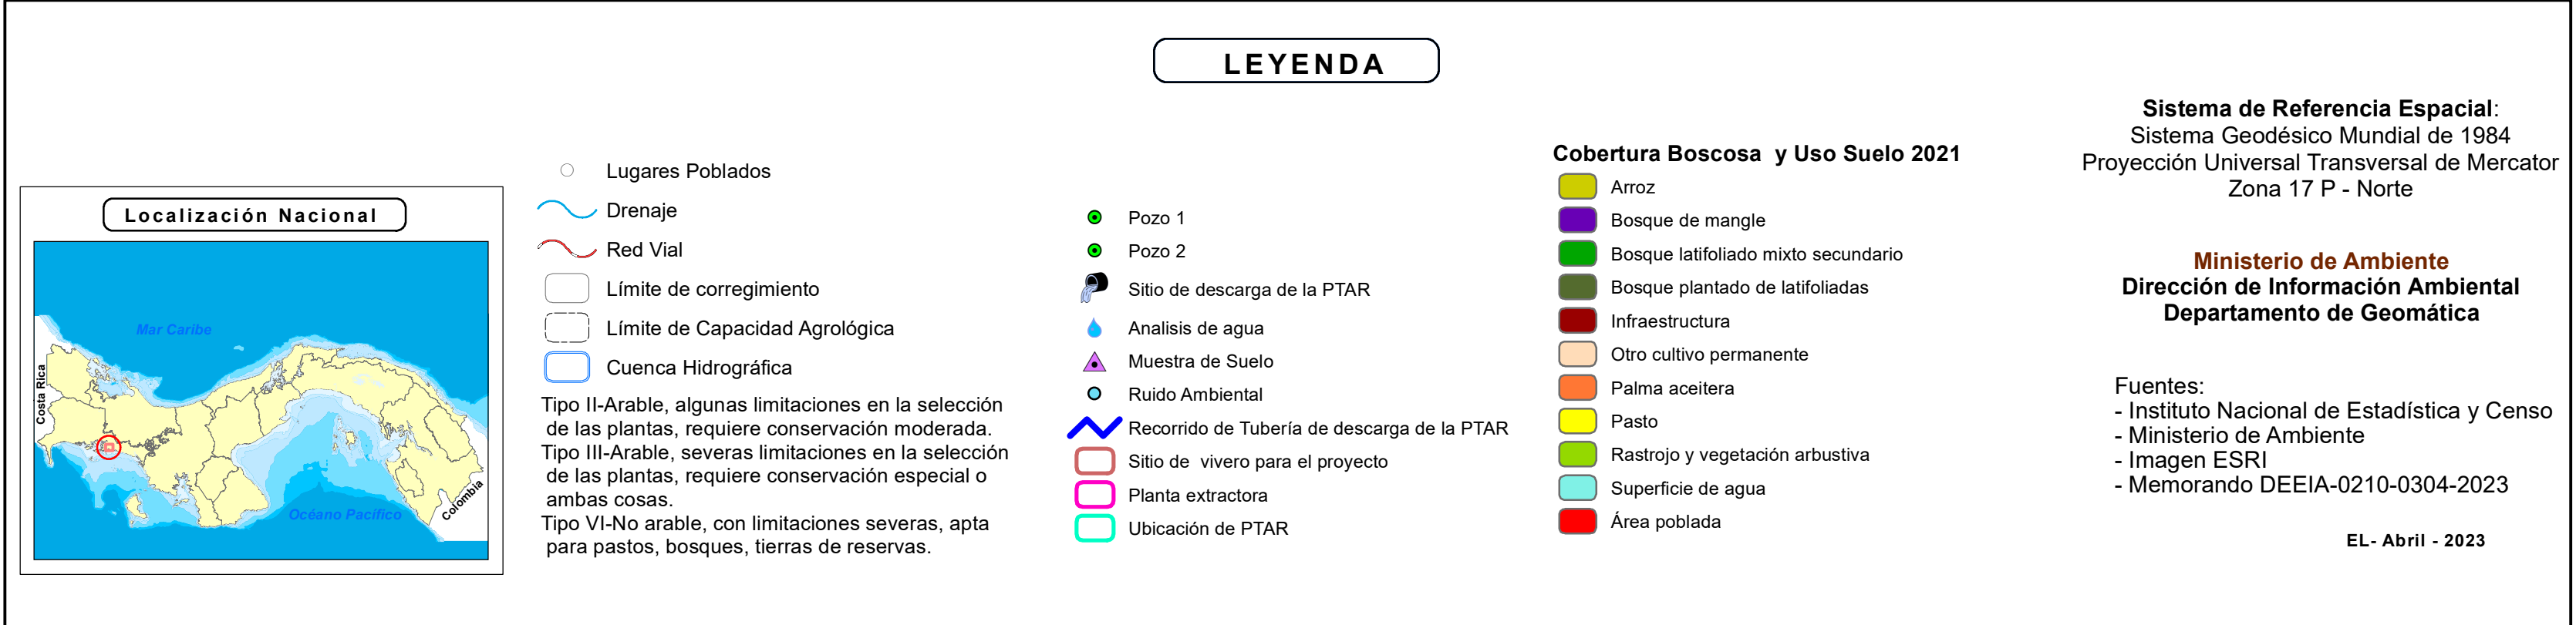 LEYENDA
Localización Nacional
Mar Caribe
Costa Rica
Océano Pacífico
Colombia
Lugares Poblados
Drenaje
Red Vial
Límite de corregimiento
Límite de Capacidad Agrológica
Cuenca Hidrográfica
Tipo II-Arable, algunas limitaciones en la selección
de las plantas, requiere conservación moderada.
Tipo III-Arable, severas limitaciones en la selección
de las plantas, requiere conservación especial o
ambas cosas.
Tipo VI-No arable, con limitaciones severas, apta
para pastos, bosques, tierras de reservas.
Pozo 1
Pozo 2
Sitio de descarga de la PTAR
Analisis de agua
Muestra de Suelo
Ruido Ambiental
Recorrido de Tubería de descarga de la PTAR
Sitio de vivero para el proyecto
Planta extractora
Ubicación de PTAR
Cobertura Boscosa y Uso Suelo 2021
Arroz
Bosque de mangle
Bosque latifoliado mixto secundario
Bosque plantado de latifoliadas
Infraestructura
Otro cultivo permanente
Palma aceitera
Pasto
Rastrojo y vegetación arbustiva
Superficie de agua
Área poblada
Sistema de Referencia Espacial:
Sistema Geodésico Mundial de 1984
Proyección Universal Transversal de Mercator
Zona 17 P - Norte
Ministerio de Ambiente
Dirección de Información Ambiental
Departamento de Geomática
Fuentes:
- Instituto Nacional de Estadística y Censo
- Ministerio de Ambiente
- Imagen ESRI
- Memorando DEEIA-0210-0304-2023
EL- Abril - 2023